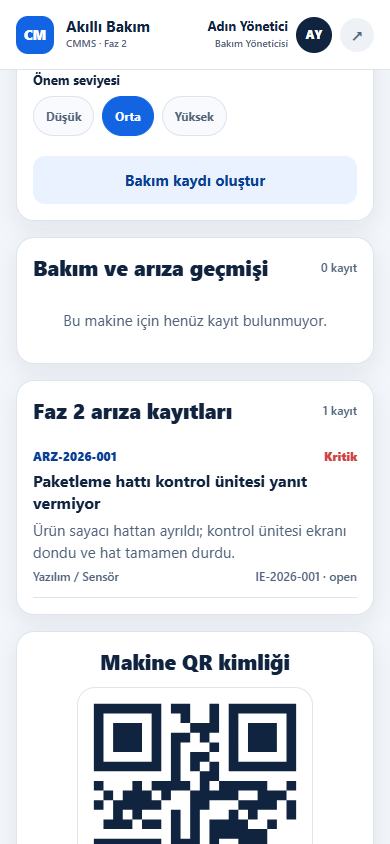 CM
Akıllı Bakım
CMMS · Faz 2
Adın Yönetici
Bakım Yöneticisi
AY
↗
Önem seviyesi
Düşük
Orta
Yüksek
Bakım kaydı oluştur
Bakım ve arıza geçmişi
0 kayıt
Bu makine için henüz kayıt bulunmuyor.
Faz 2 arıza kayıtları
1 kayıt
ARZ-2026-001
Kritik
Paketleme hattı kontrol ünitesi yanıt
vermiyor
Ürün sayacı hattan ayrıldı; kontrol ünitesi ekranı
dondu ve hat tamamen durdu.
Yazılım / Sensör
IE-2026-001 · open
Makine QR kimliği